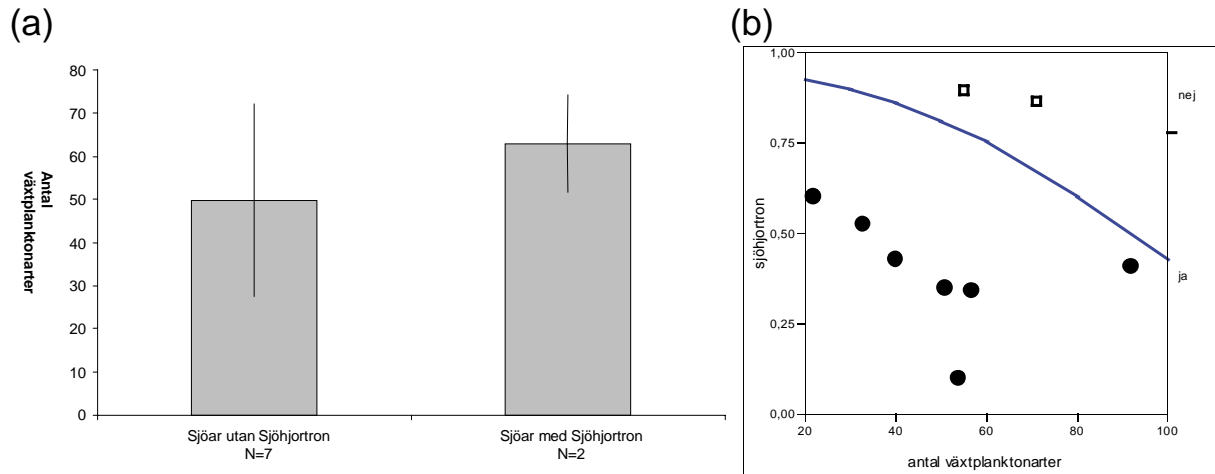 (a)
80
70
60
50
40
30
20
10
0
Antal
växtplanktonarter
Sjöar utan Sjöhjortron
N=7
Sjöar med Sjöhjortron
N=2
(b)
1,00
0,75
0,50
0,25
0,00
sjöhjortron
nej
ja
20
40
60
80
100
antal växtplanktonarter